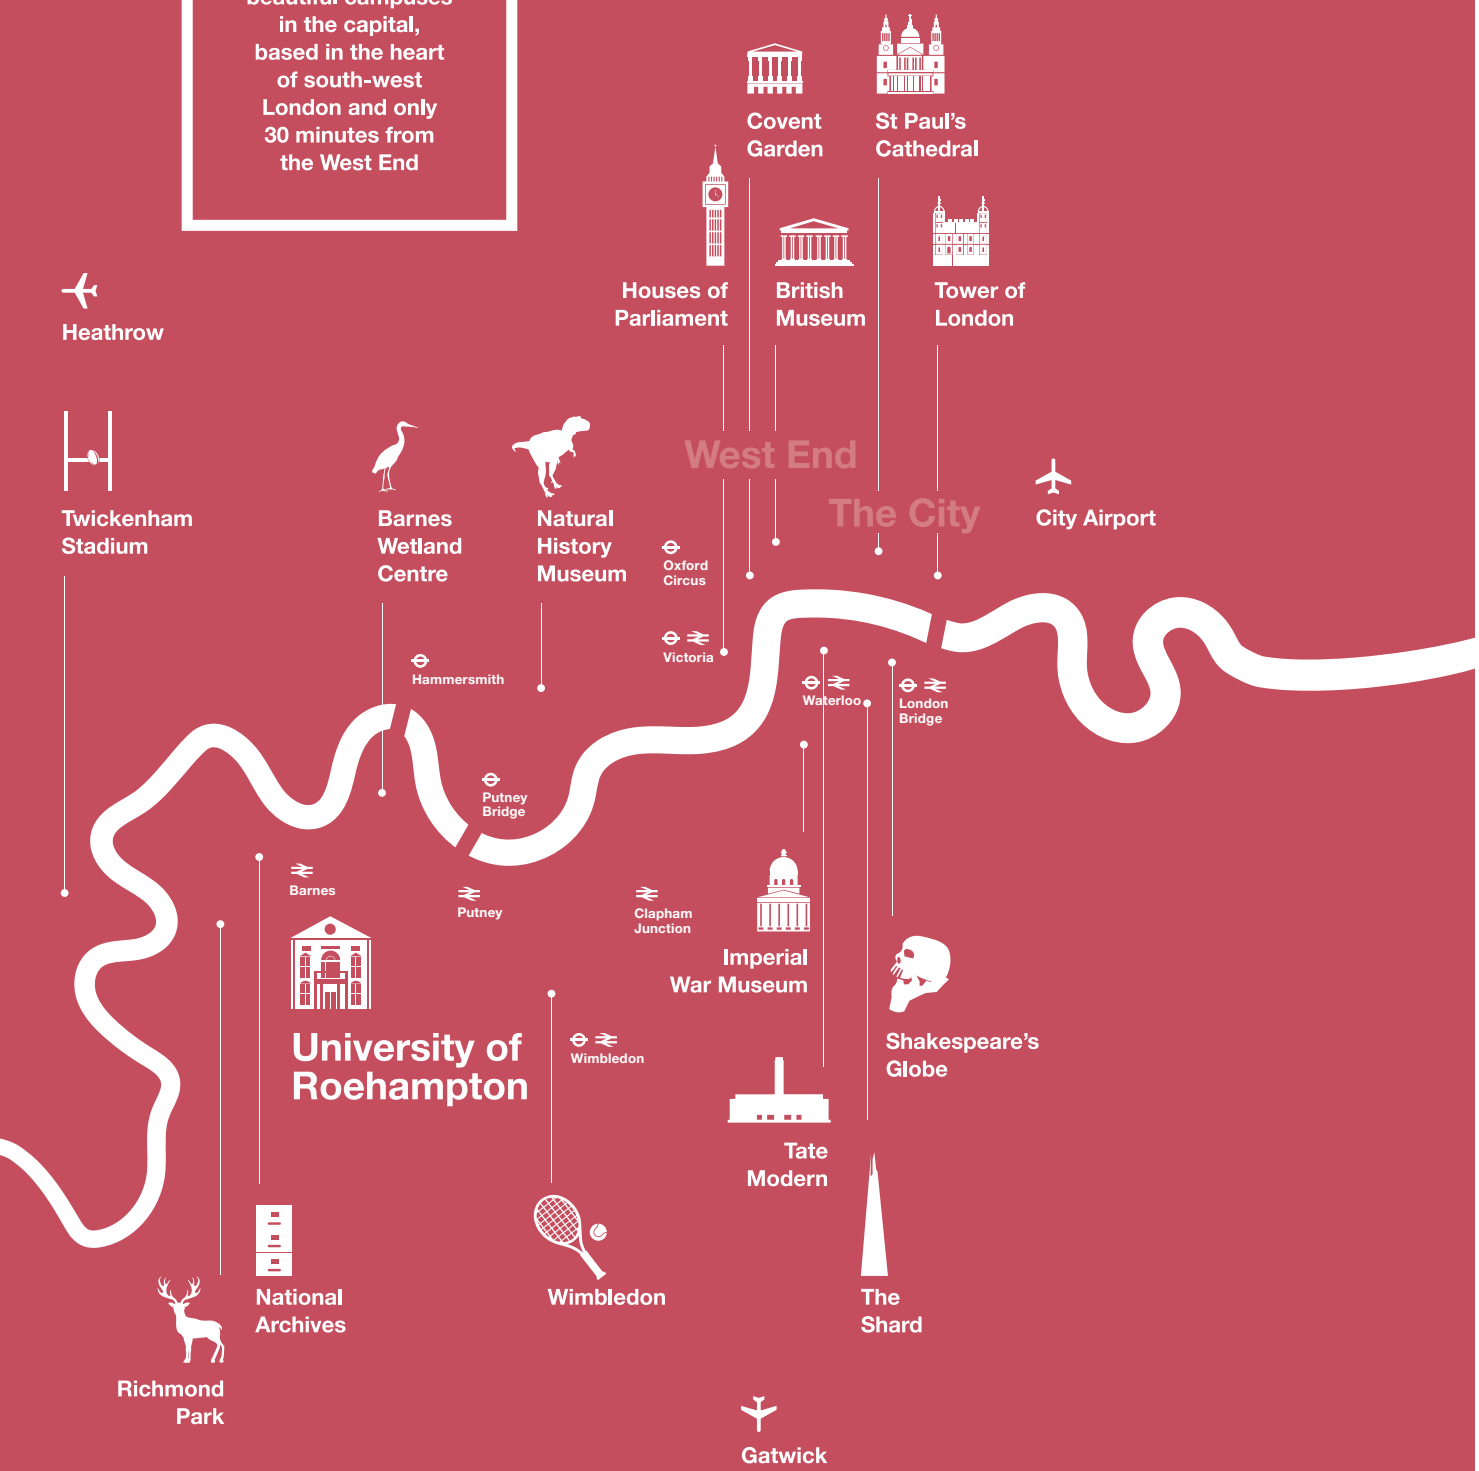 beautiful campuses
in the capital,
based in the heart
of south-west
London and only
30 minutes from
the West End
Covent
Garden
St Paul's
Cathedral
Houses of
Parliament
British
Museum
Tower of
London
Heathrow
West End
The City
City Airport
Twickenham
Stadium
Barnes
Wetland
Centre
Natural
History
Museum
Oxford
Circus
Victoria
Hammersmith
Waterloo
London
Bridge
Putney
Bridge
Barnes
Putney
Clapham
Junction
Imperial
War Museum
University of
Roehampton
Wimbledon
Shakespeare's
Globe
Tate
Modern
National
Archives
Wimbledon
The
Shard
Richmond
Park
Gatwick